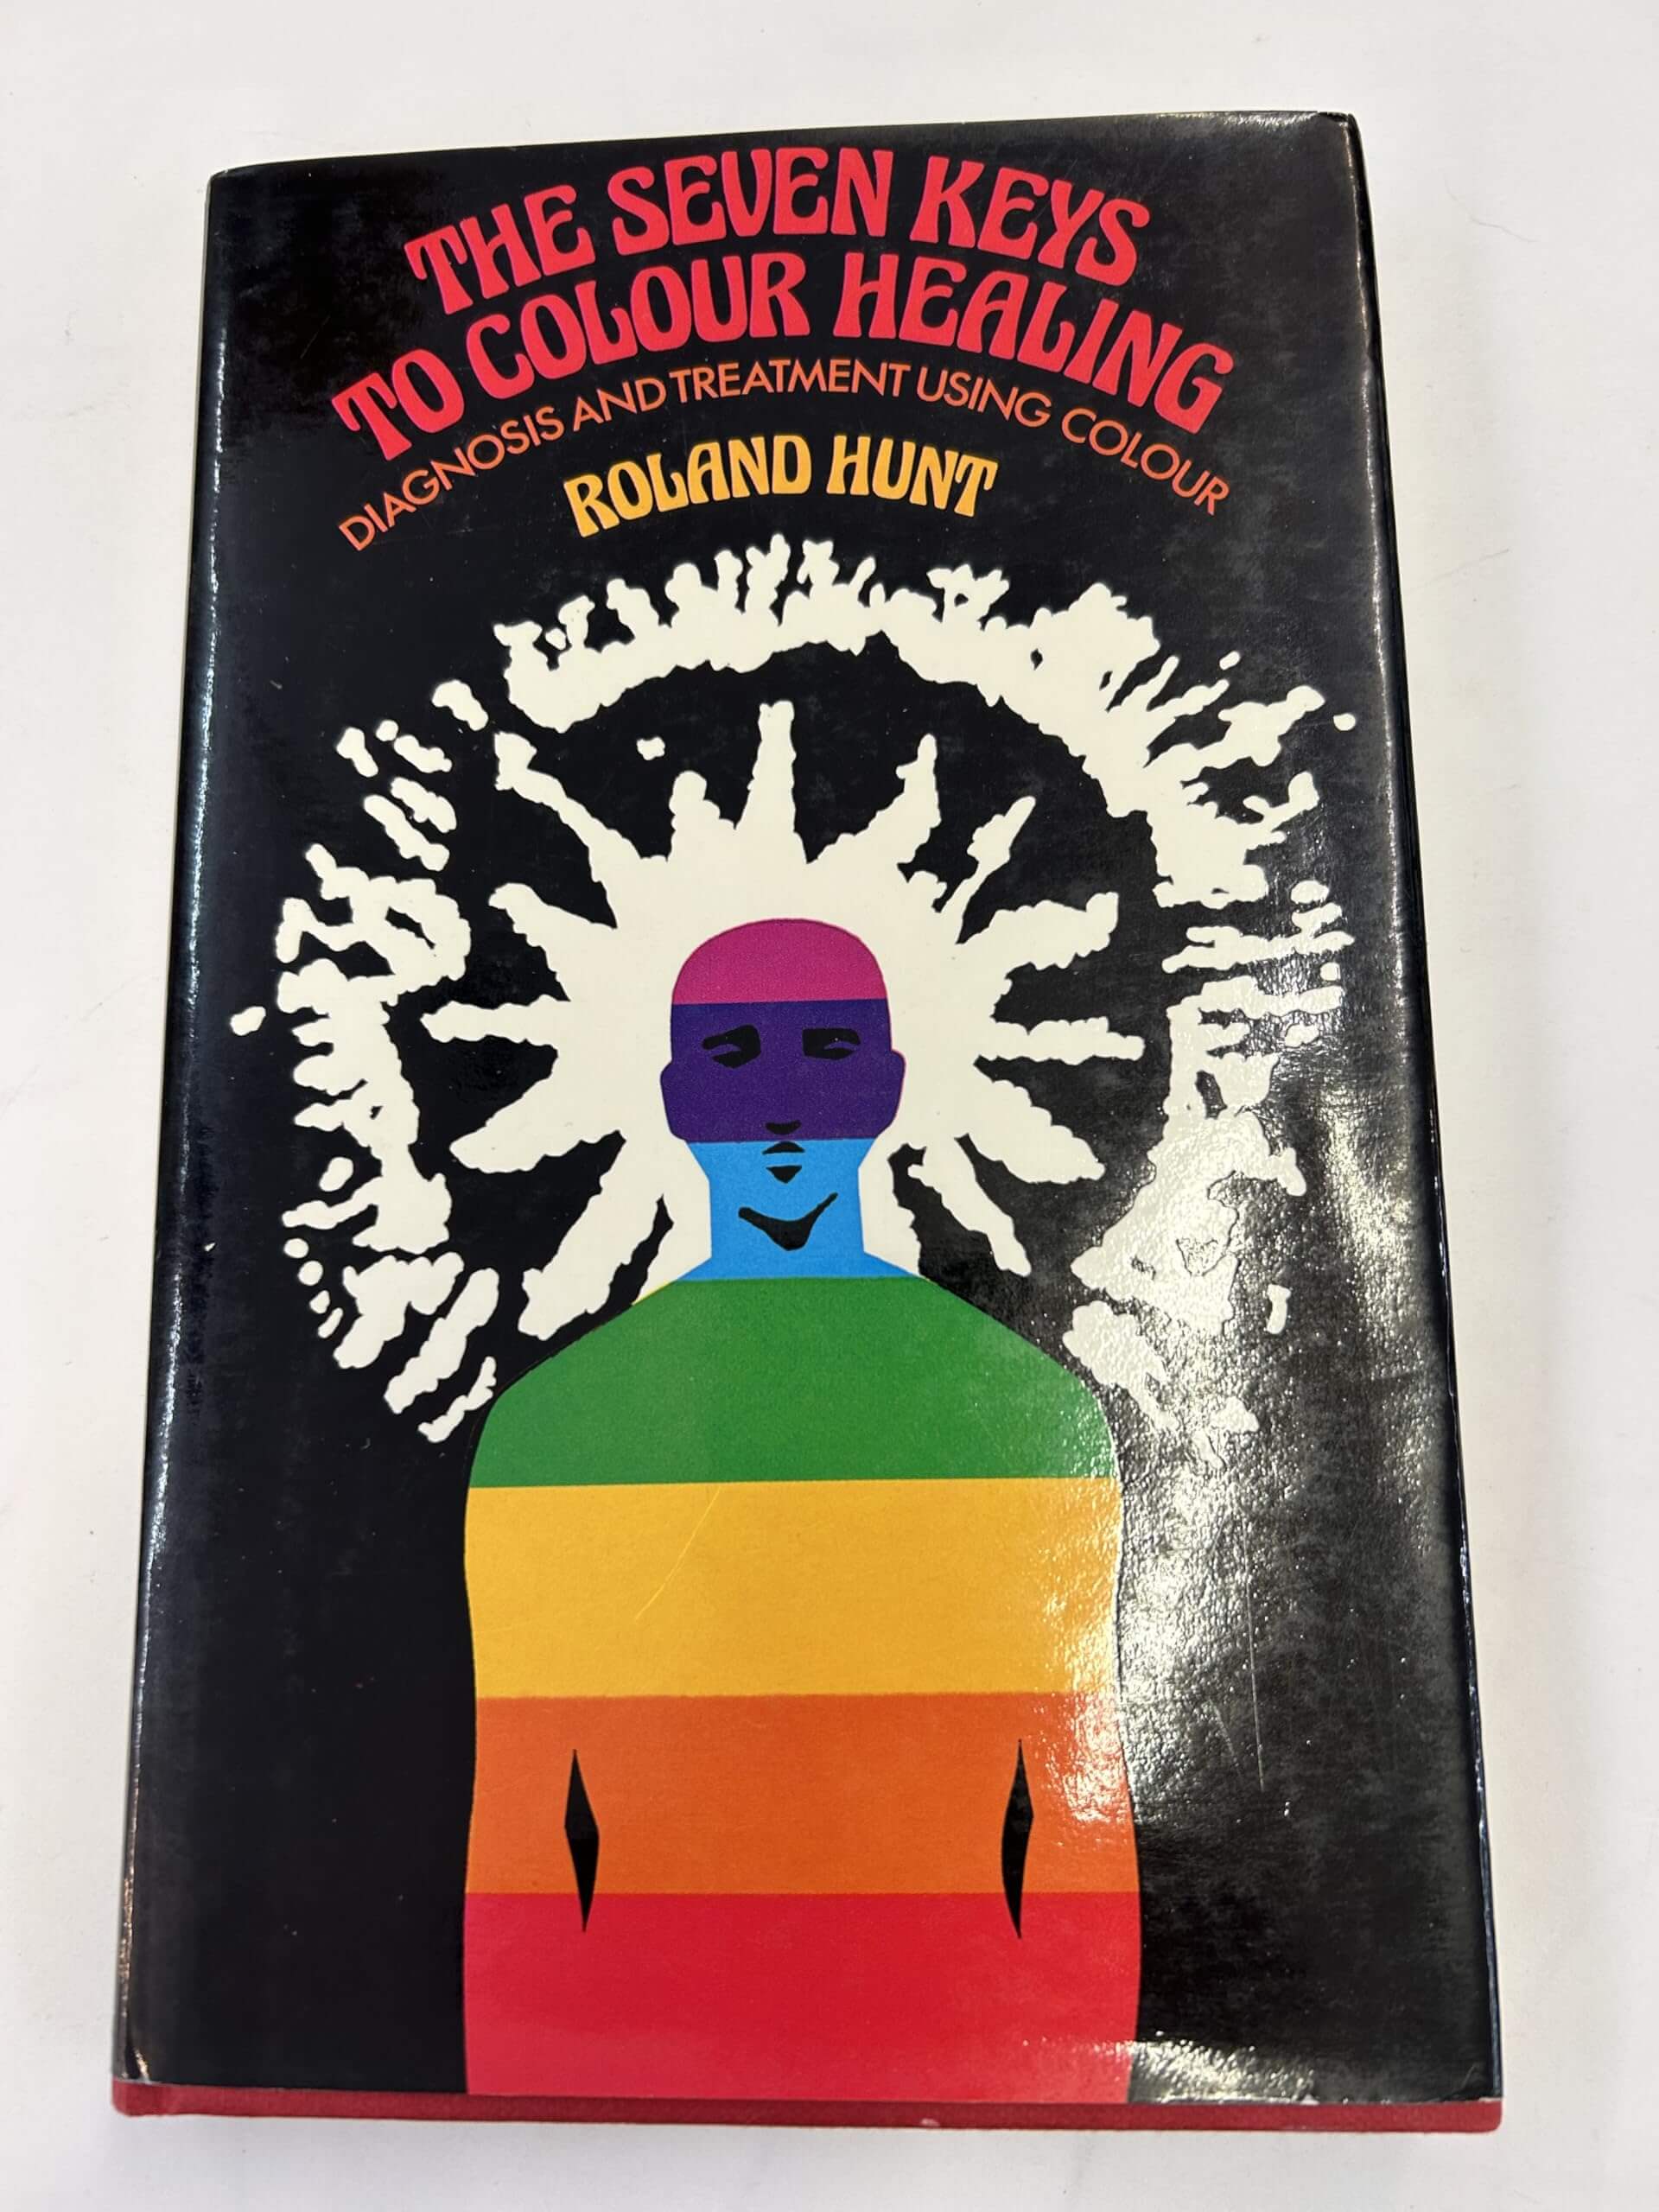 THE SEVEN KEYS
TO COLOUR HEALING
DIAGNOSIS AND TREATMENT USING COLOUR
ROLAND HUNT